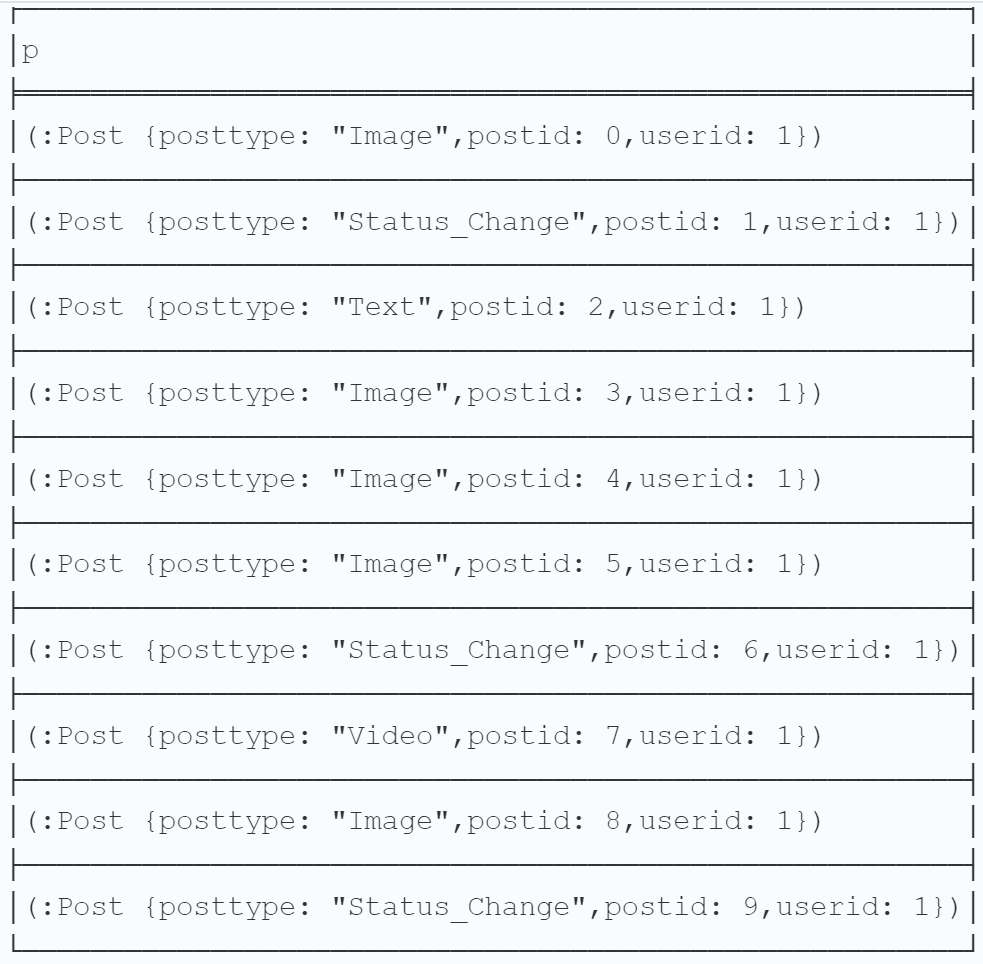 p
(:Post {posttype: "Image",postid: 0,userid: 1})
(:Post {posttype: "Status_Change",postid: 1,userid: 1})
(:Post {posttype: "Text",postid: 2,userid: 1})
(:Post {posttype: "Image",postid: 3,userid: 1})
(:Post {posttype: "Image",postid: 4,userid: 1})
(:Post {posttype: "Image",postid: 5,userid: 1})
(:Post {posttype: "Status_Change",postid: 6,userid: 1})
(:Post {posttype: "Video",postid: 7,userid: 1})
(:Post {posttype: "Image",postid: 8,userid: 1})
(:Post {posttype: "Status_Change",postid: 9,userid: 1})